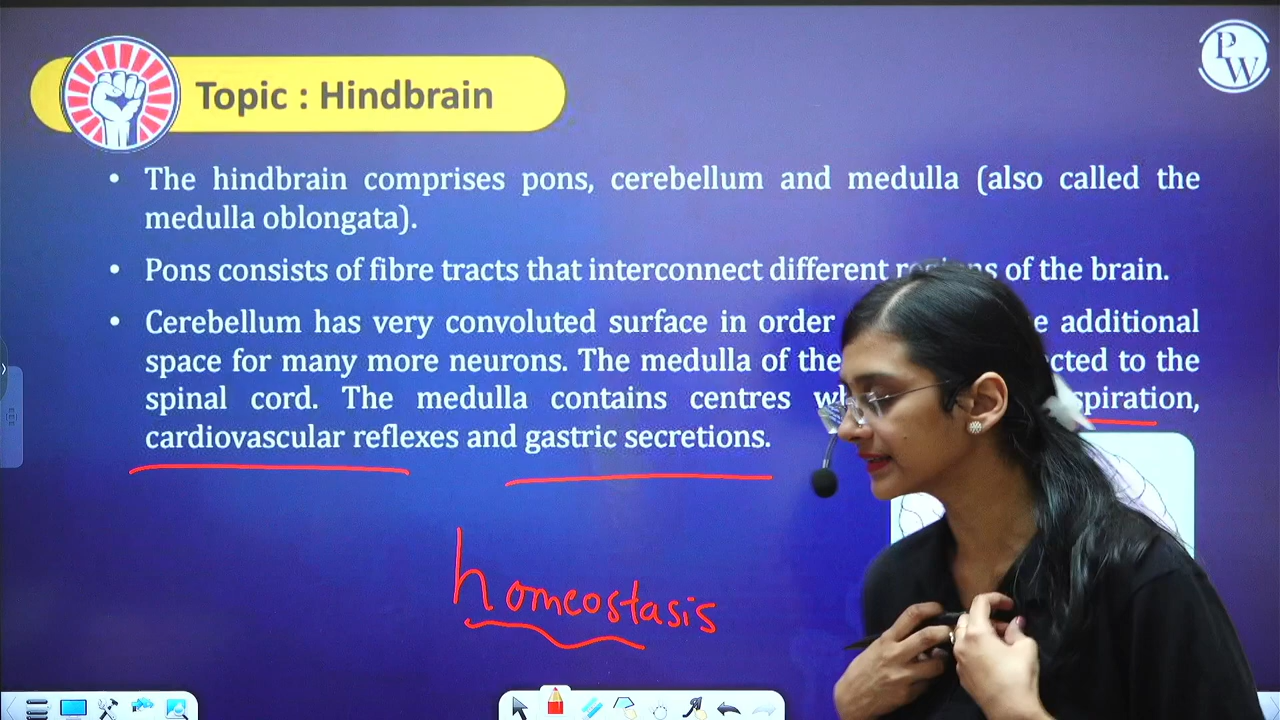 PW
Topic : Hindbrain
• The hindbrain comprises pons, cerebellum and medulla (also called the
medulla oblongata).
• Pons consists of fibre tracts that interconnect different of the brain.
• Cerebellum has very convoluted surface in order additional
space for many more neurons. The medulla of the to the
spinal cord. The medulla contains centres
cardiovascular reflexes and gastric secretions.
homeostasis